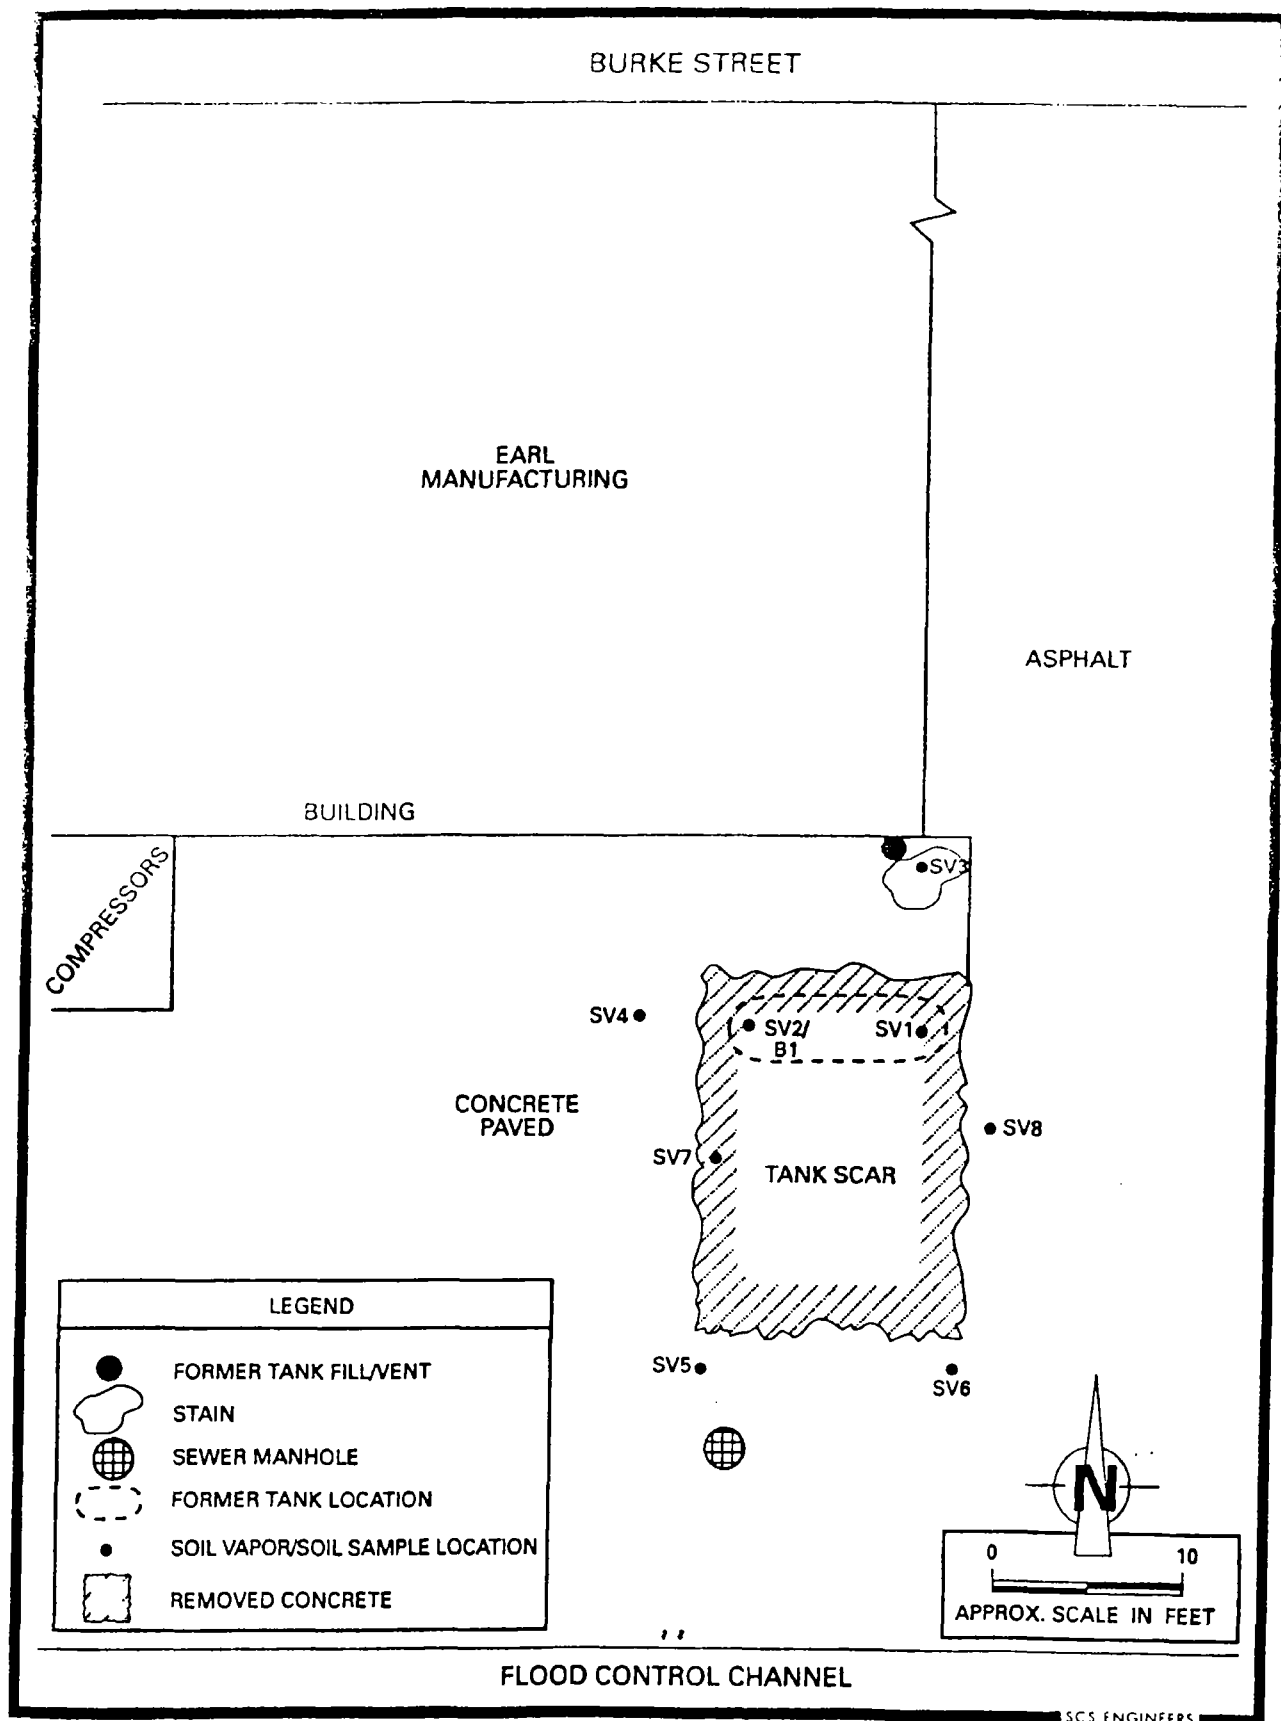 BURKE STREET
EARL
MANUFACTURING
ASPHALT
BUILDING
COMPRESSORS
SV3
SV4
SV2/
B1
SV1
CONCRETE
PAVED
SV8
SV7
TANK SCAR
LEGEND
FORMER TANK FILL/VENT
STAIN
SEWER MANHOLE
FORMER TANK LOCATION
SOIL VAPOR/SOIL SAMPLE LOCATION
REMOVED CONCRETE
SV5
SV6
N
0 10
APPROX. SCALE IN FEET
FLOOD CONTROL CHANNEL
SCS ENGINEERS